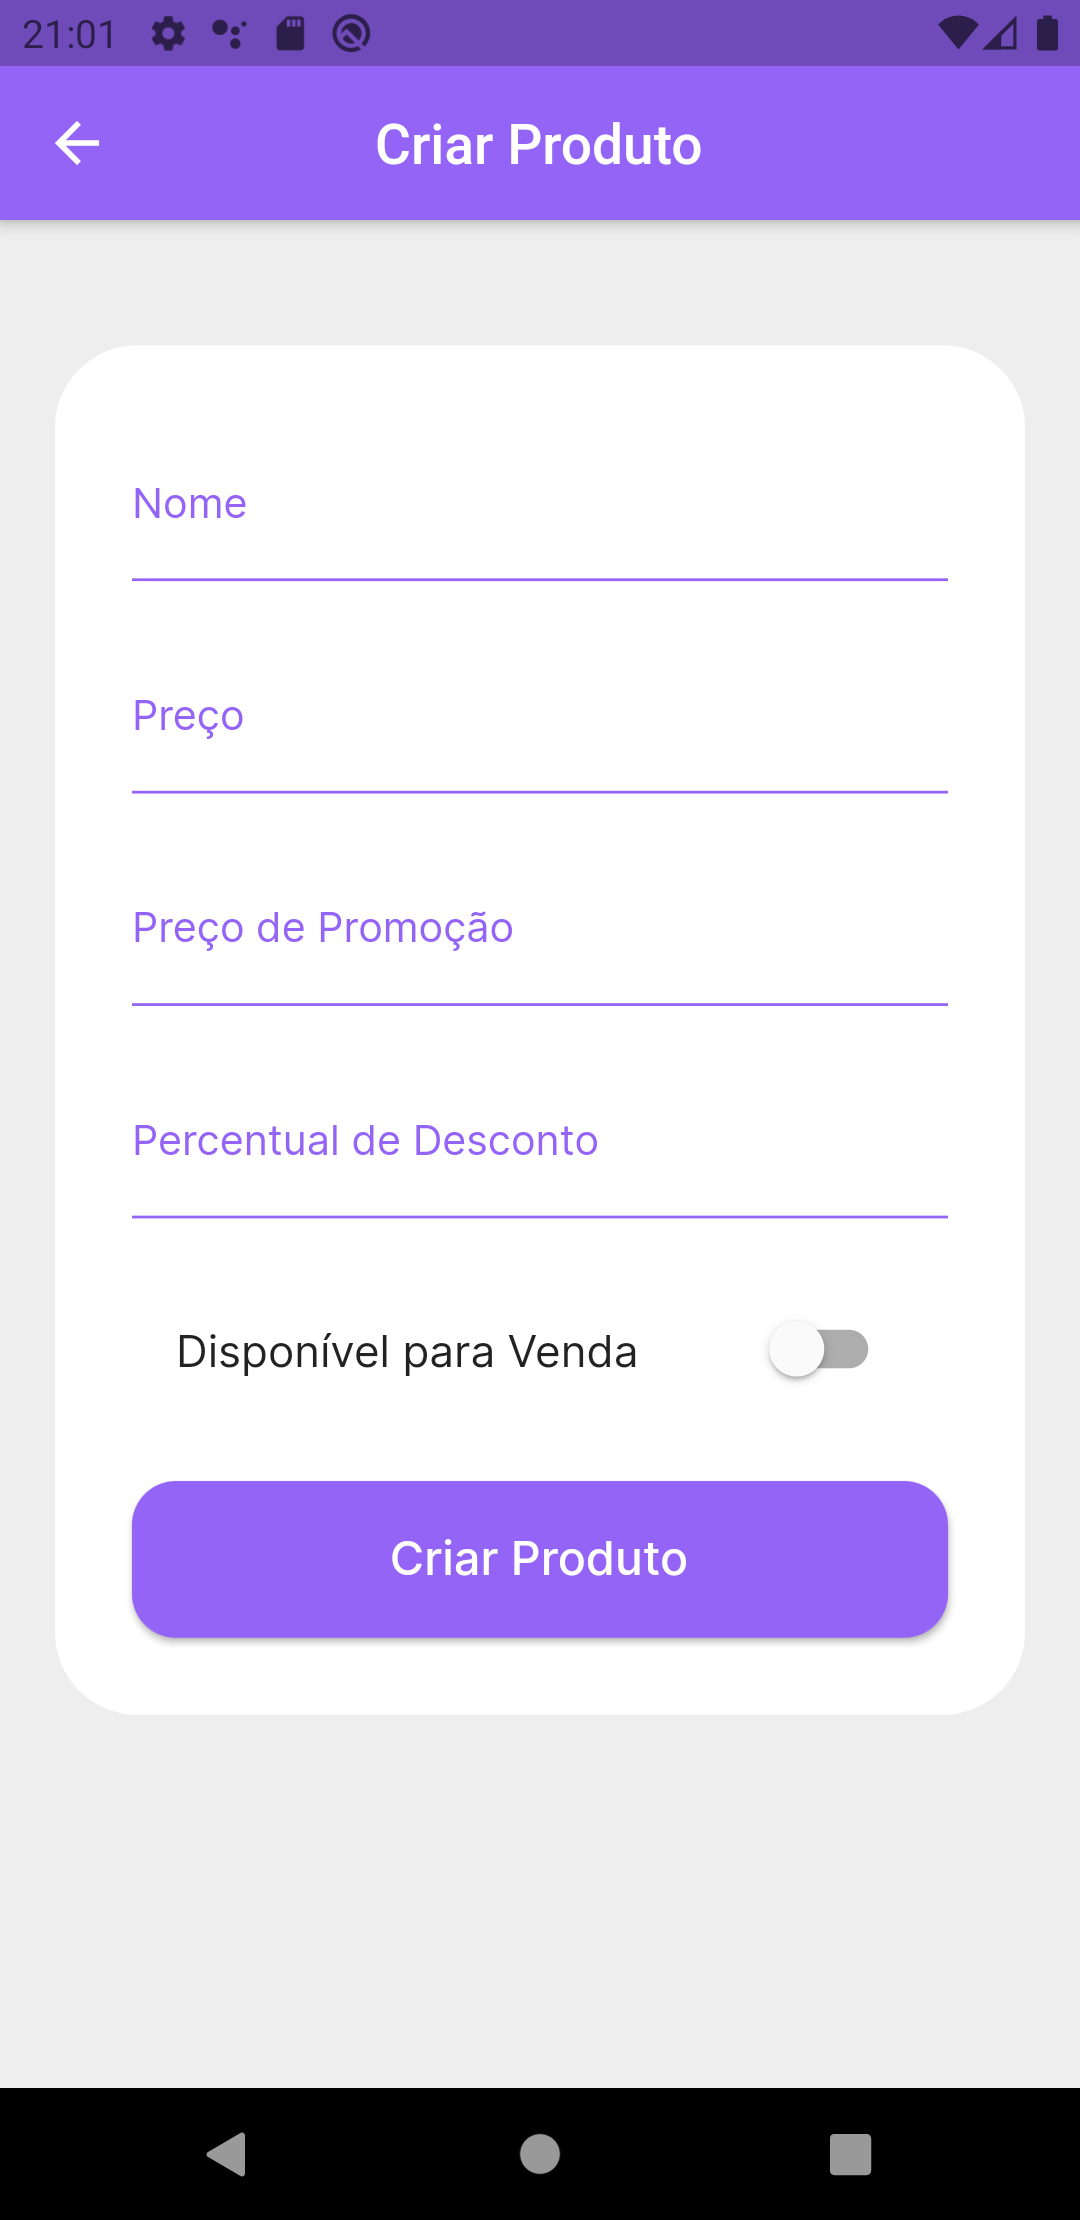 21:01
Criar Produto
Nome
Preço
Preço de Promoção
Percentual de Desconto
Disponível para Venda
Criar Produto